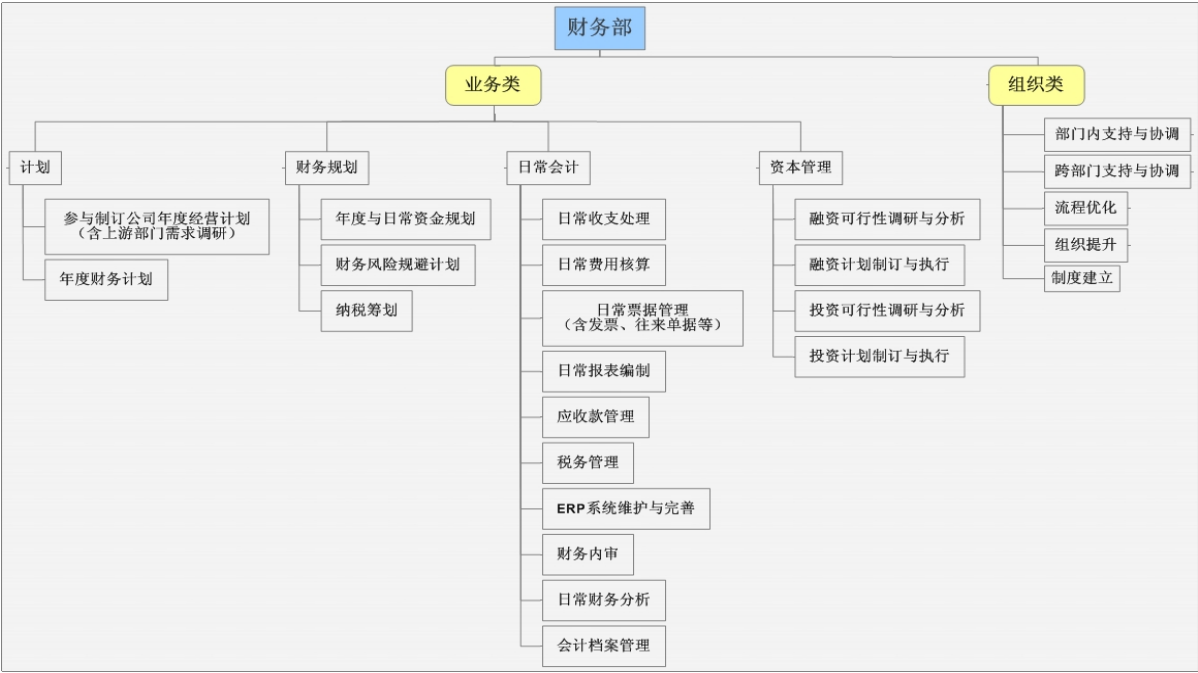 财务部
业务类
组织类
计划
参与制订公司年度经营计划
（含上游部门需求调研）
年度财务计划
财务规划
年度与日常资金规划
财务风险规避计划
纳税筹划
日常会计
日常收支处理
日常费用核算
日常票据管理
（含发票、往来单据等）
日常报表编制
应收款管理
税务管理
ERP系统维护与完善
财务内审
日常财务分析
会计档案管理
资本管理
融资可行性调研与分析
融资计划制订与执行
投资可行性调研与分析
投资计划制订与执行
部门内支持与协调
跨部门支持与协调
流程优化
组织提升
制度建立